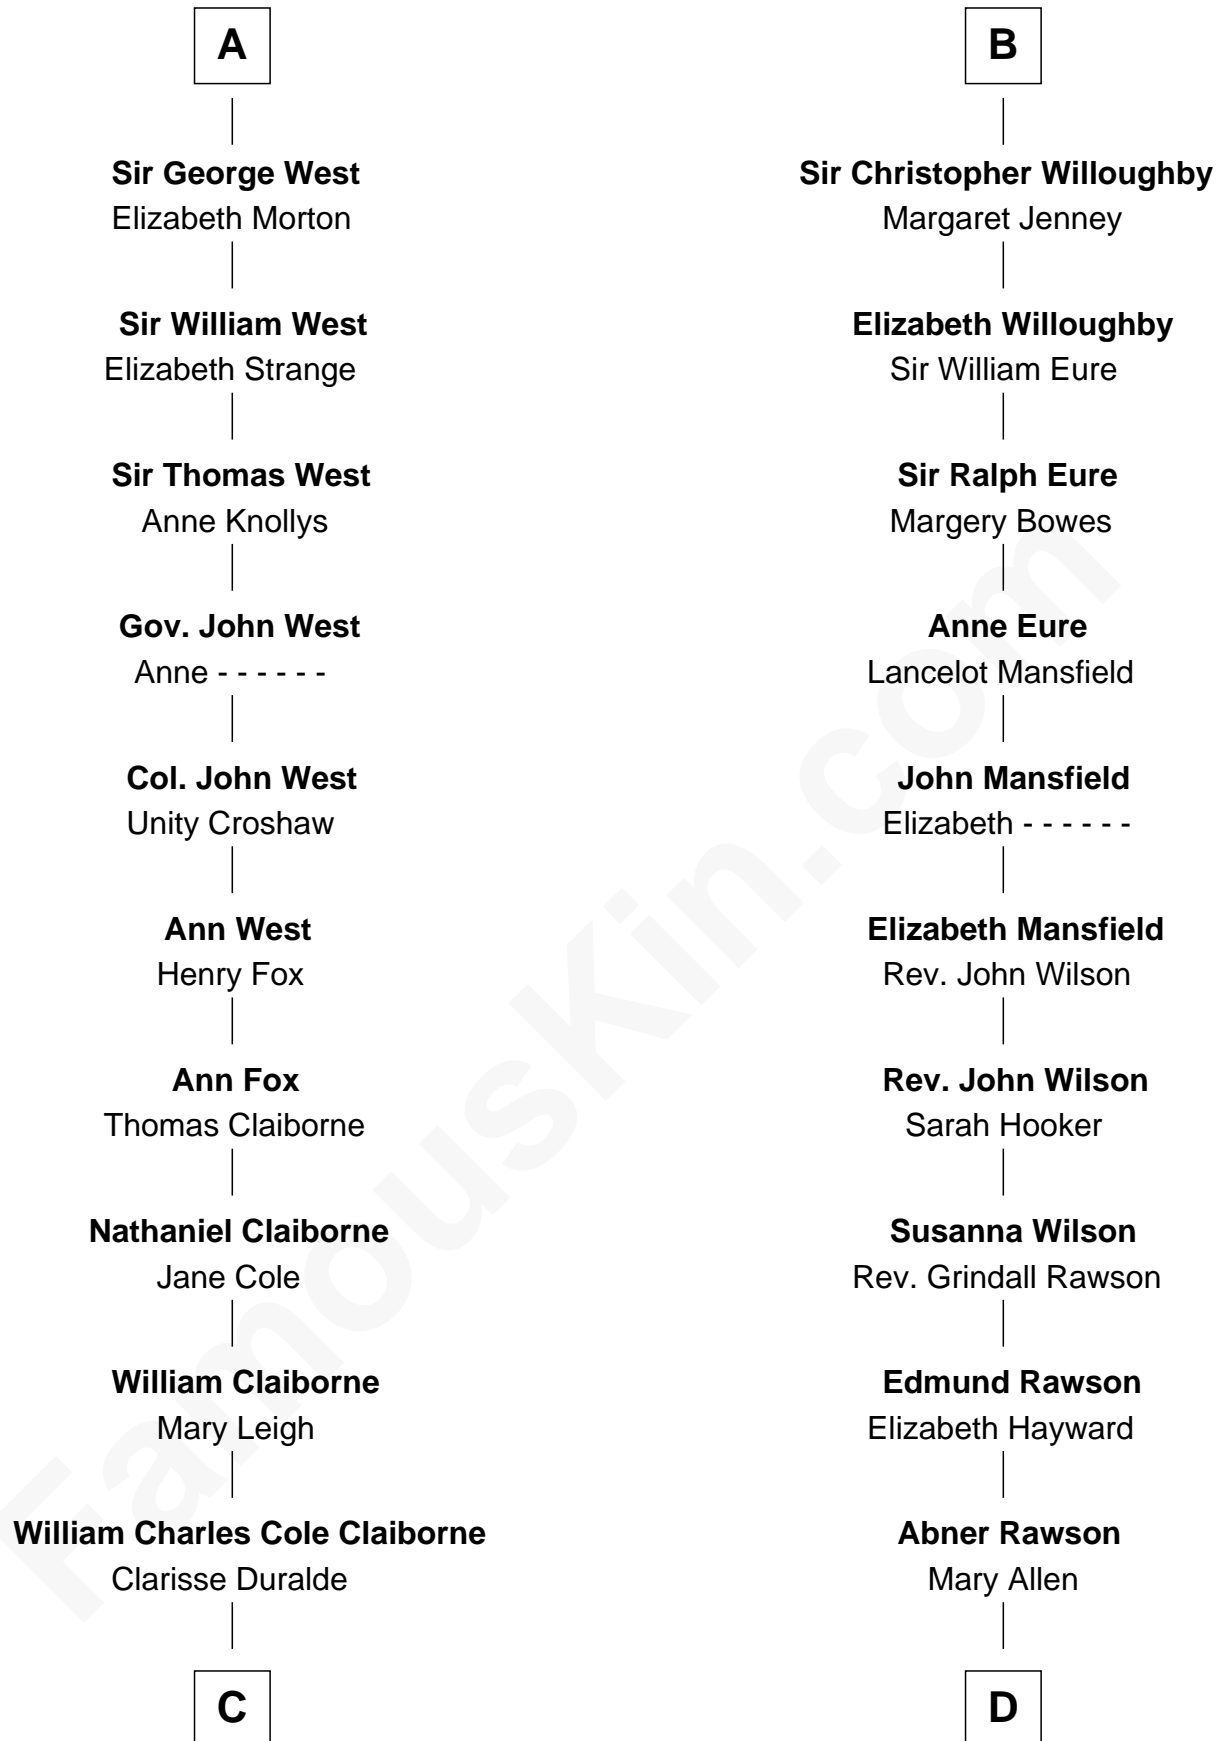 A
Sir George West
Elizabeth Morton
Sir William West
Elizabeth Strange
Sir Thomas West
Anne Knollys
Gov. John West
Anne - - - - - -
Col. John West
Unity Croshaw
Ann West
Henry Fox
Ann Fox
Thomas Claiborne
Nathaniel Claiborne
Jane Cole
William Claiborne
Mary Leigh
William Charles Cole Claiborne
Clarisse Duralde
C
B
Sir Christopher Willoughby
Margaret Jenney
Elizabeth Willoughby
Sir William Eure
Sir Ralph Eure
Margery Bowes
Anne Eure
Lancelot Mansfield
John Mansfield
Elizabeth - - - - - -
Elizabeth Mansfield
Rev. John Wilson
Rev. John Wilson
Sarah Hooker
Susanna Wilson
Rev. Grindall Rawson
Edmund Rawson
Elizabeth Hayward
Abner Rawson
Mary Allen
D
FamousKin.com